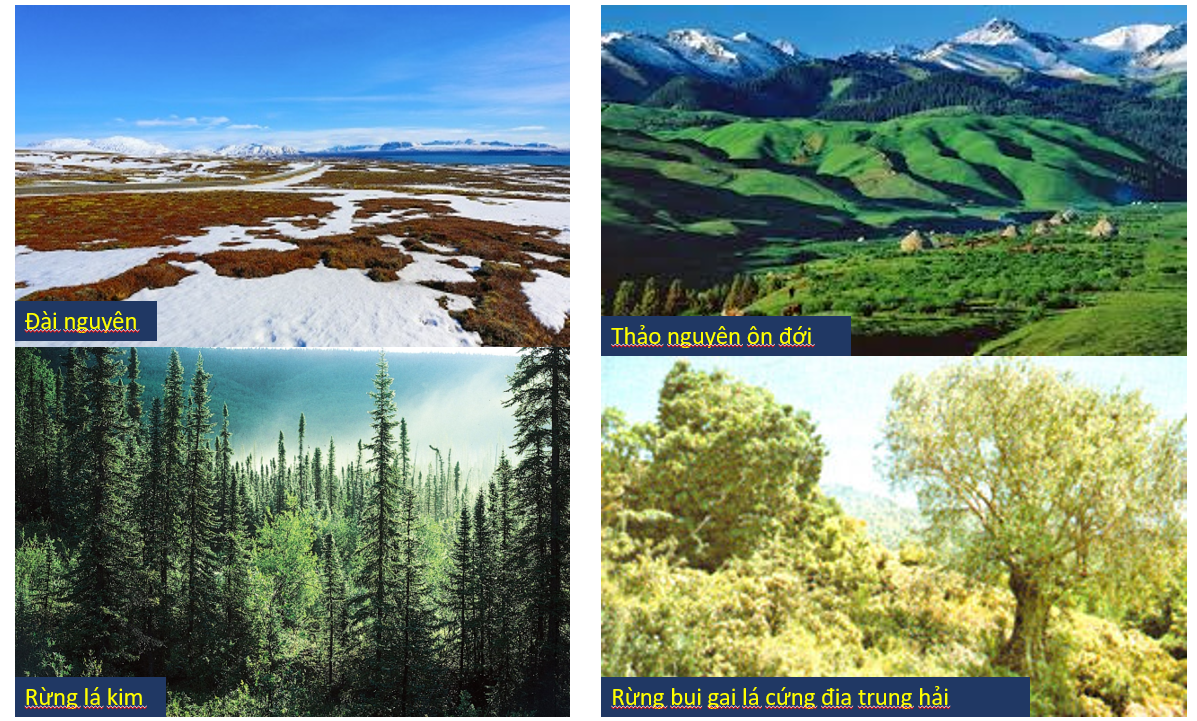 Đài nguyên
Thảo nguyên ôn đới
Rừng lá kim
Rừng bụi gai lá cứng địa trung hải